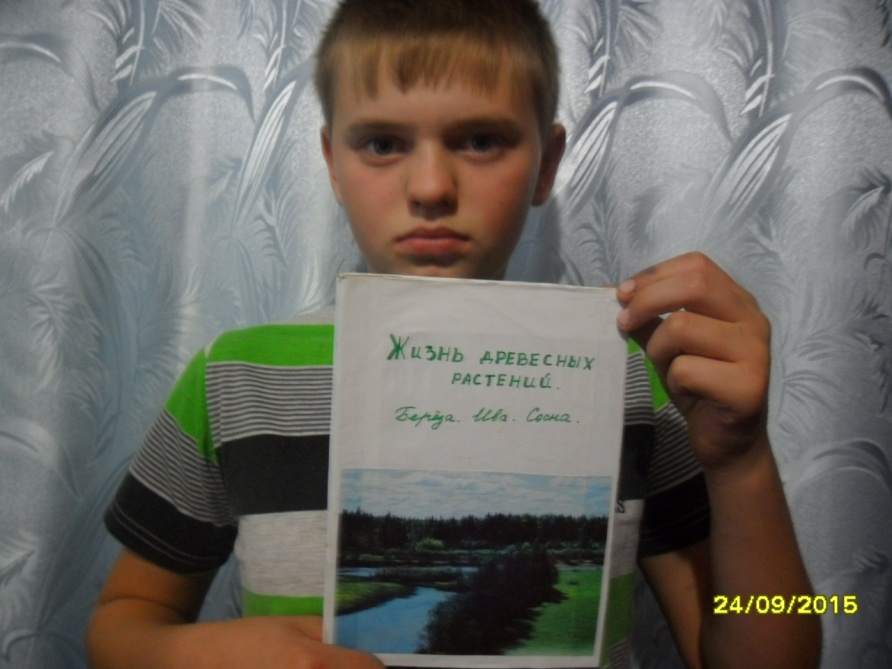 Жизнь древесных
растений.
Берёза. Ива. Сосна.
24/09/2015